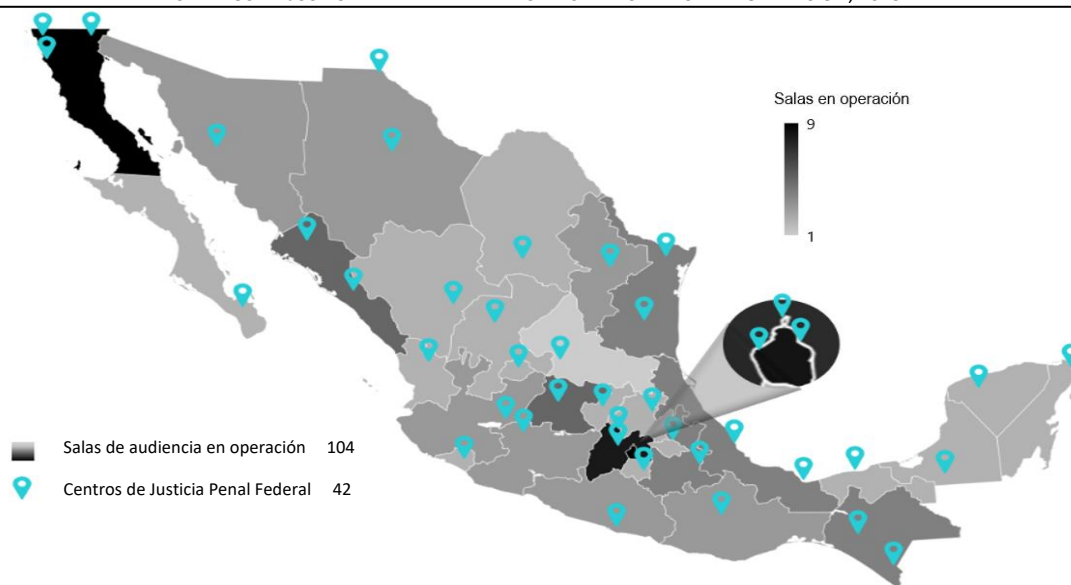 Salas en operación
9
1
Salas de audiencia en operación 104
Centros de Justicia Penal Federal 42